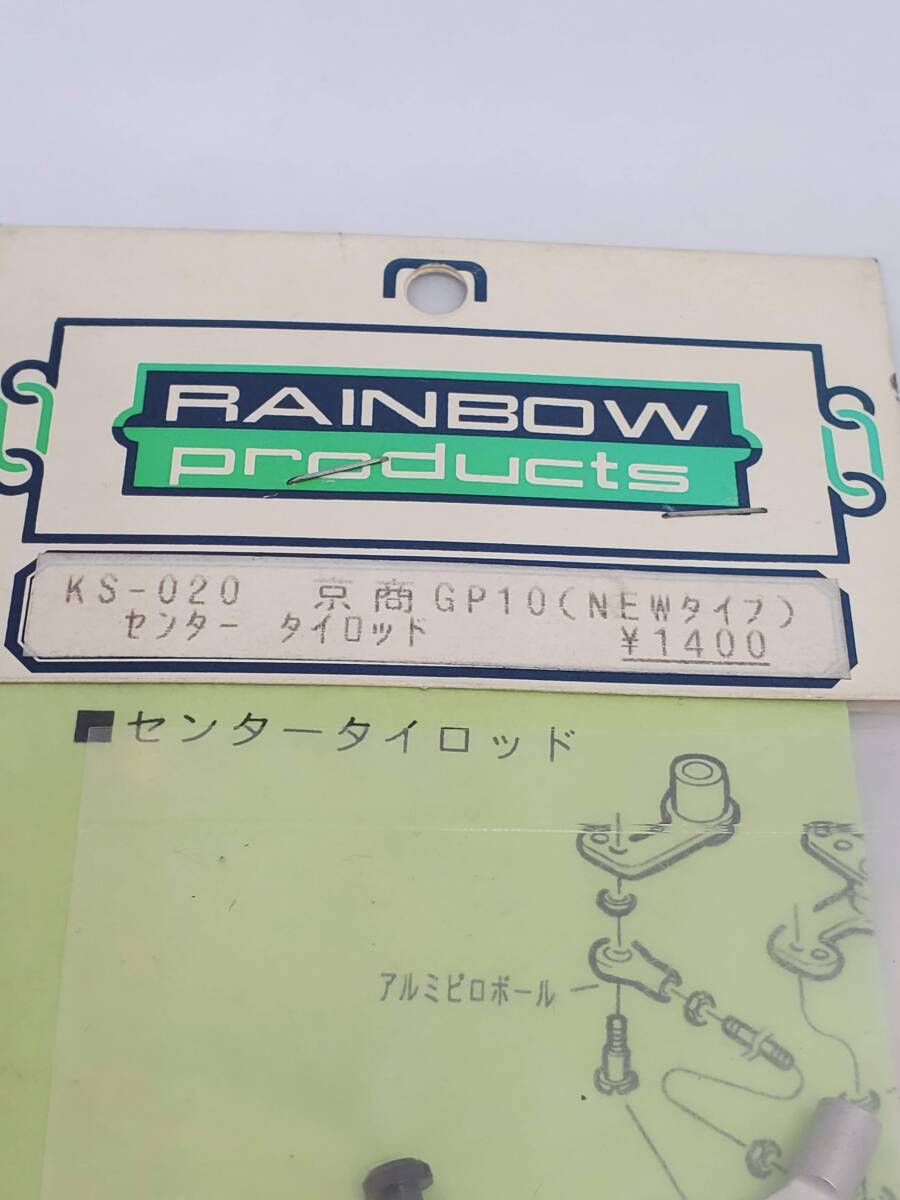 RAINBOW
products
KS-020 京商GP10(NEWタイプ)
センター タイロッド ¥1400
■センタータイロッド
アルミピロボール